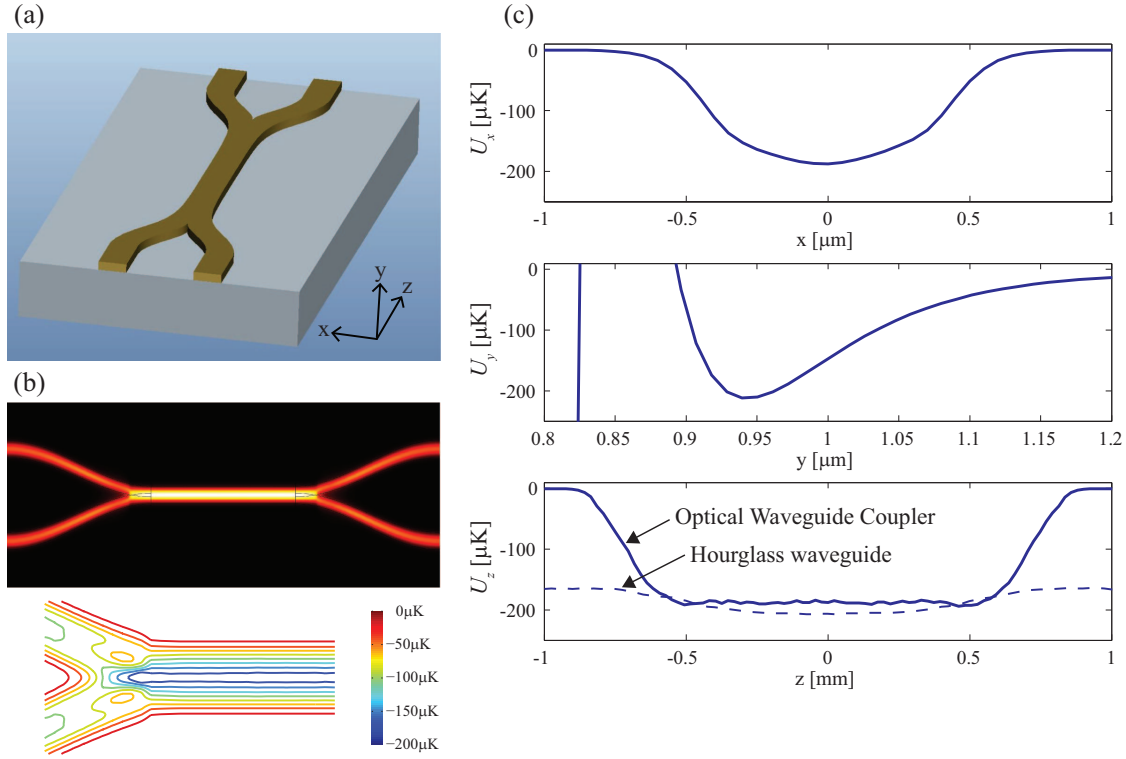 (a)
y
z
x
(b)
0μK
−50μK
−100μK
−150μK
−200μK
(c)
0
-100
-200
U_x [μK]
-1
-0.5
0
0.5
1
x [μm]
0
-100
-200
U_y [μK]
0.8
0.85
0.9
0.95
1
1.05
1.1
1.15
1.2
y [μm]
0
-100
-200
U_z [μK]
Optical Waveguide Coupler
Hourglass waveguide
-1
-0.5
0
0.5
1
z [mm]